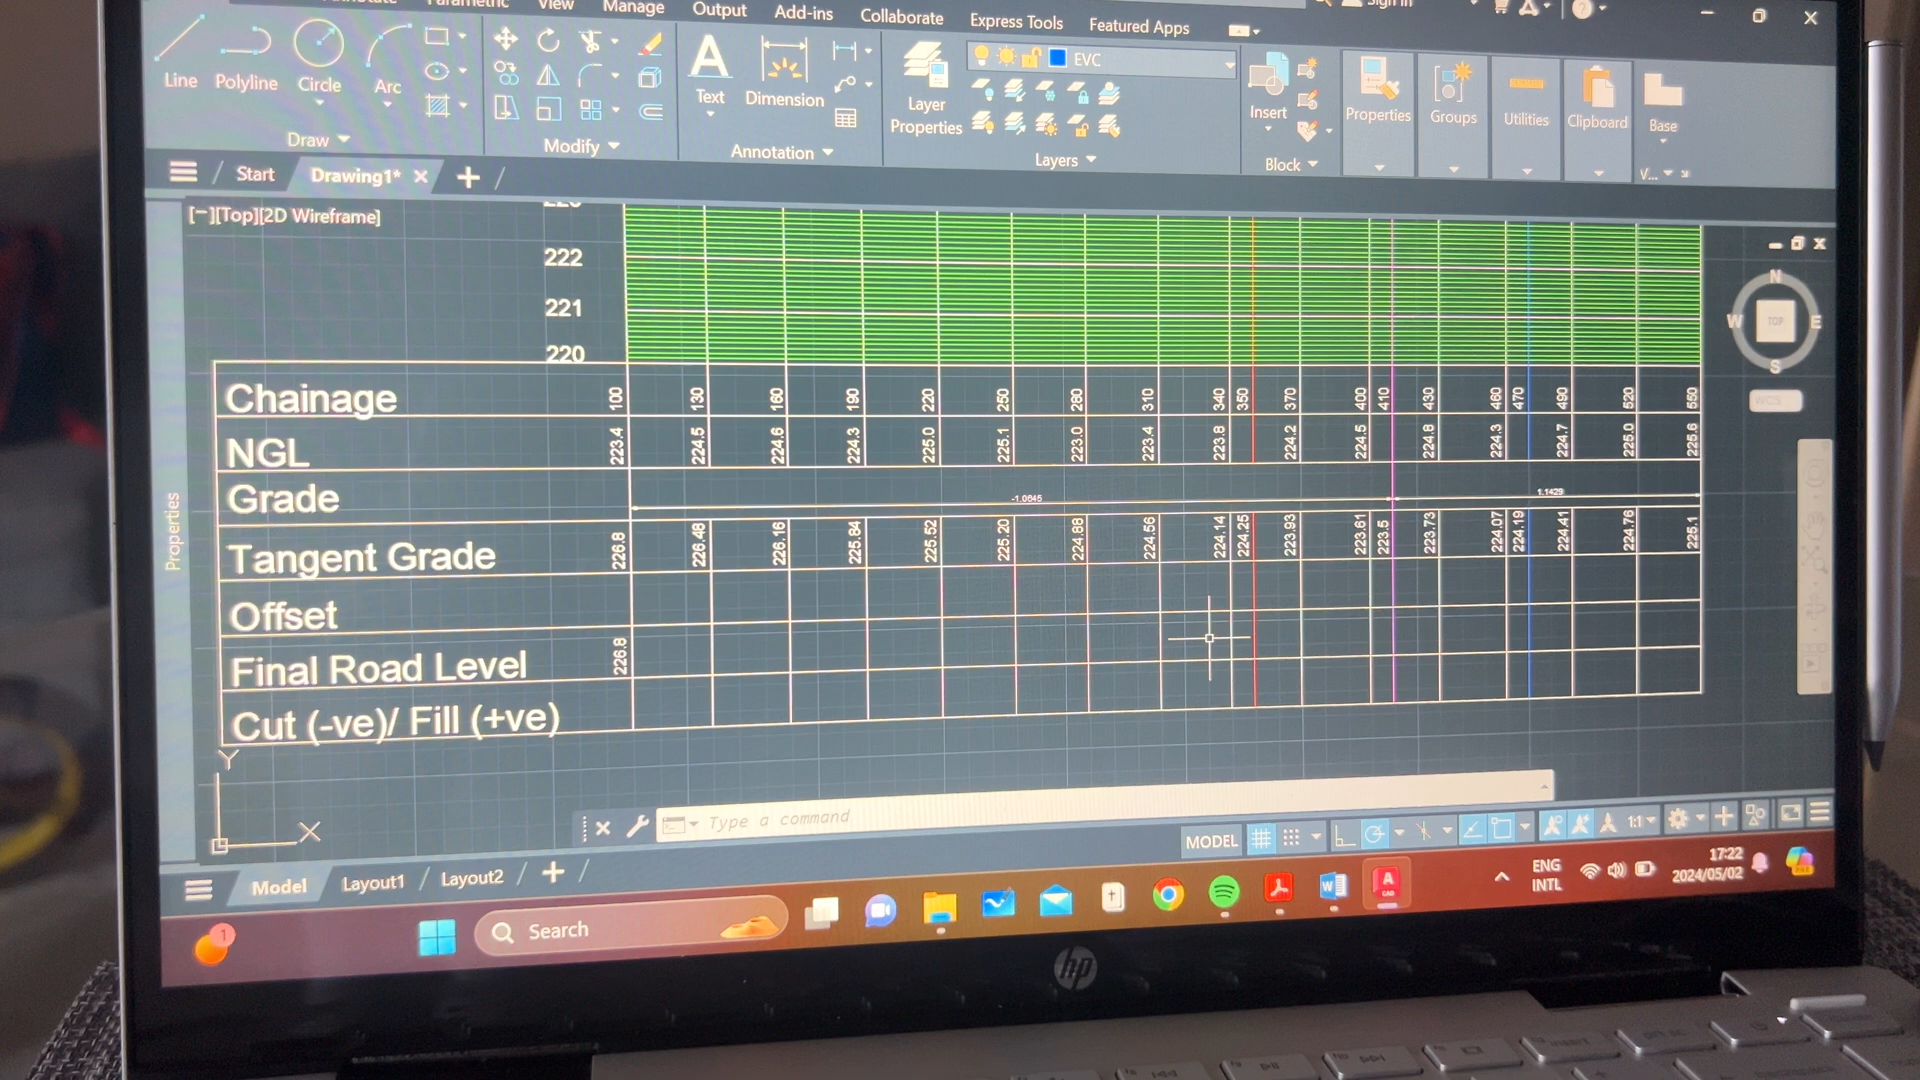 Parametric View Manage Output Add-ins Collaborate Express Tools Featured Apps Sign In
Line Polyline Circle Arc
Text Dimension
Layer Properties
EVC
Insert Properties Groups Utilities Clipboard Base
Draw Modify Annotation Layers Block V...
Start Drawing1*
[−][Top][2D Wireframe]
222
221
220
N
W TOP E
S
WCS
Chainage 100 130 160 190 220 250 280 310 340 350 370 400 410 430 460 470 490 520 550
NGL 223.4 224.5 224.6 224.3 225.0 225.1 223.0 223.4 223.8 224.2 224.5 224.8 224.3 224.7 225.0 225.6
Grade -1.0645 1.1429
Tangent Grade 226.8 226.48 226.16 225.84 225.52 225.20 224.88 224.56 224.14 224.25 223.93 223.61 223.5 223.73 224.07 224.19 224.41 224.76 225.1
Offset
Final Road Level 226.8
Cut (-ve)/ Fill (+ve)
Y
X
Properties
Type a command
MODEL 1:1
Model Layout1 Layout2
1
Search
ENG
INTL
17:22
2024/05/02
hp